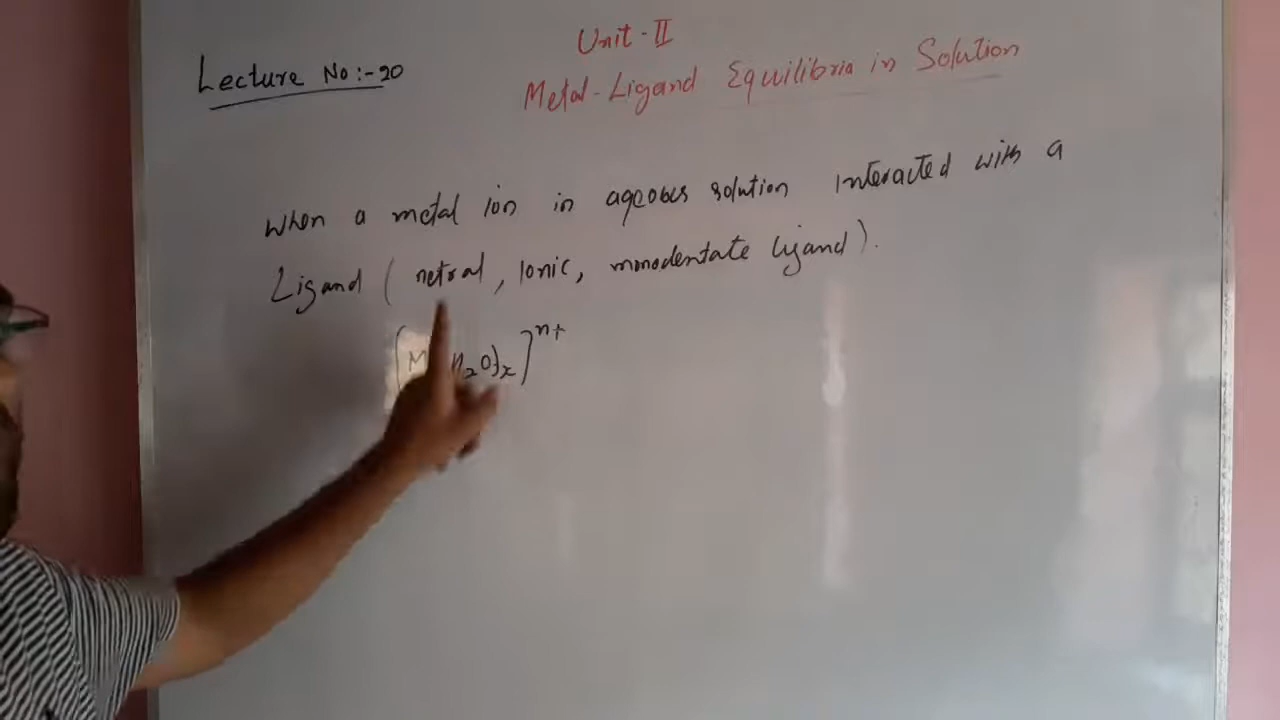 Unit-II
Lecture No:-20
Metal-Ligand Equilibria in Solution
When a metal ion in aqeous solution interacted with a
Ligand ( netral, Ionic, monodentate ligand).
[M H2O)x]^n+